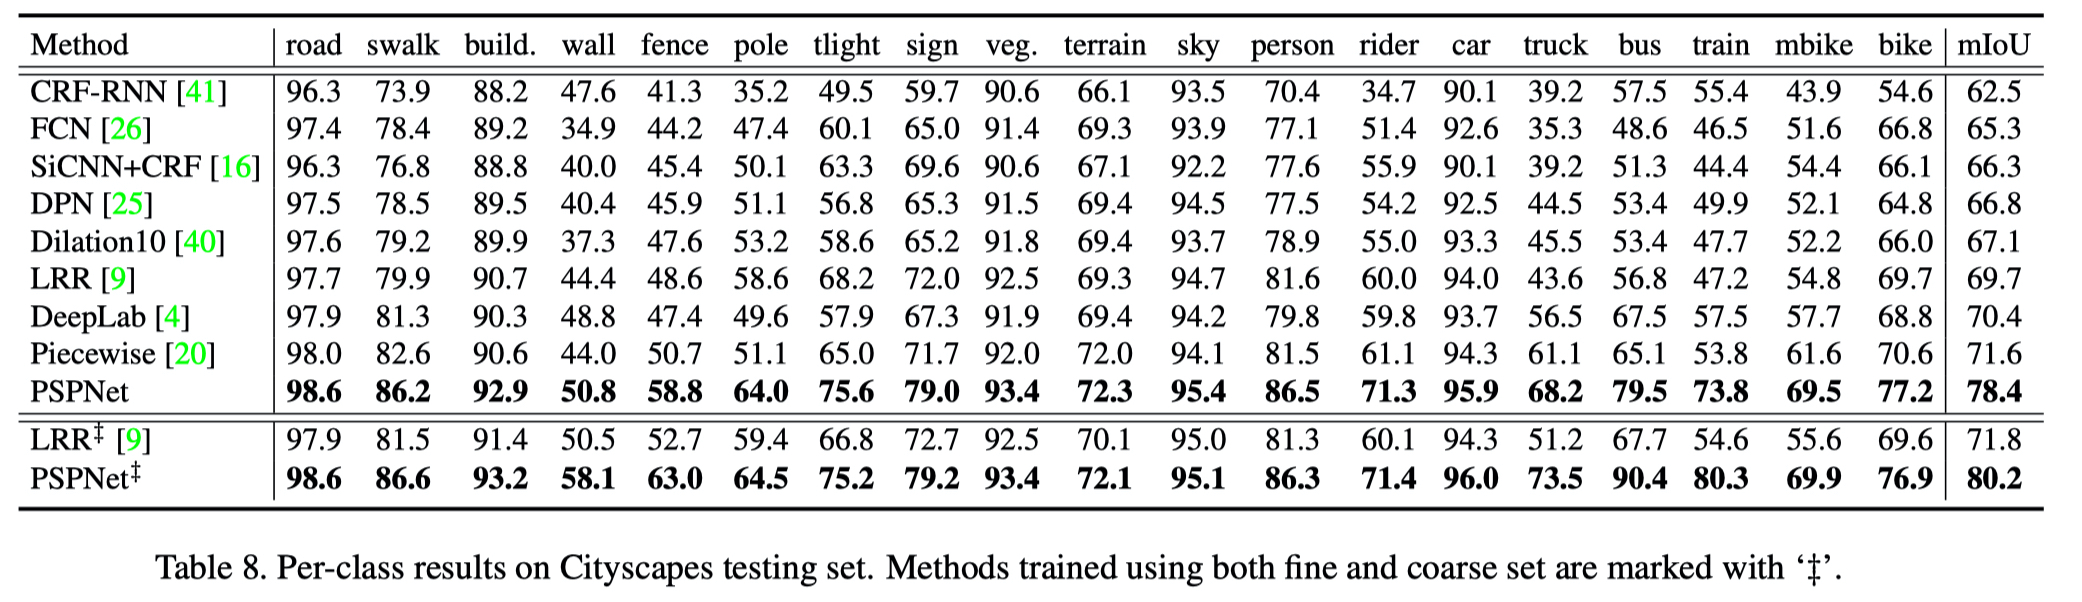 Method road swalk build. wall fence pole tlight sign veg. terrain sky person rider car truck bus train mbike bike mIoU
CRF-RNN [41] 96.3 73.9 88.2 47.6 41.3 35.2 49.5 59.7 90.6 66.1 93.5 70.4 34.7 90.1 39.2 57.5 55.4 43.9 54.6 62.5
FCN [26] 97.4 78.4 89.2 34.9 44.2 47.4 60.1 65.0 91.4 69.3 93.9 77.1 51.4 92.6 35.3 48.6 46.5 51.6 66.8 65.3
SiCNN+CRF [16] 96.3 76.8 88.8 40.0 45.4 50.1 63.3 69.6 90.6 67.1 92.2 77.6 55.9 90.1 39.2 51.3 44.4 54.4 66.1 66.3
DPN [25] 97.5 78.5 89.5 40.4 45.9 51.1 56.8 65.3 91.5 69.4 94.5 77.5 54.2 92.5 44.5 53.4 49.9 52.1 64.8 66.8
Dilation10 [40] 97.6 79.2 89.9 37.3 47.6 53.2 58.6 65.2 91.8 69.4 93.7 78.9 55.0 93.3 45.5 53.4 47.7 52.2 66.0 67.1
LRR [9] 97.7 79.9 90.7 44.4 48.6 58.6 68.2 72.0 92.5 69.3 94.7 81.6 60.0 94.0 43.6 56.8 47.2 54.8 69.7 69.7
DeepLab [4] 97.9 81.3 90.3 48.8 47.4 49.6 57.9 67.3 91.9 69.4 94.2 79.8 59.8 93.7 56.5 67.5 57.5 57.7 68.8 70.4
Piecewise [20] 98.0 82.6 90.6 44.0 50.7 51.1 65.0 71.7 92.0 72.0 94.1 81.5 61.1 94.3 61.1 65.1 53.8 61.6 70.6 71.6
PSPNet 98.6 86.2 92.9 50.8 58.8 64.0 75.6 79.0 93.4 72.3 95.4 86.5 71.3 95.9 68.2 79.5 73.8 69.5 77.2 78.4
LRR‡ [9] 97.9 81.5 91.4 50.5 52.7 59.4 66.8 72.7 92.5 70.1 95.0 81.3 60.1 94.3 51.2 67.7 54.6 55.6 69.6 71.8
PSPNet‡ 98.6 86.6 93.2 58.1 63.0 64.5 75.2 79.2 93.4 72.1 95.1 86.3 71.4 96.0 73.5 90.4 80.3 69.9 76.9 80.2
Table 8. Per-class results on Cityscapes testing set. Methods trained using both fine and coarse set are marked with ‘‡’.